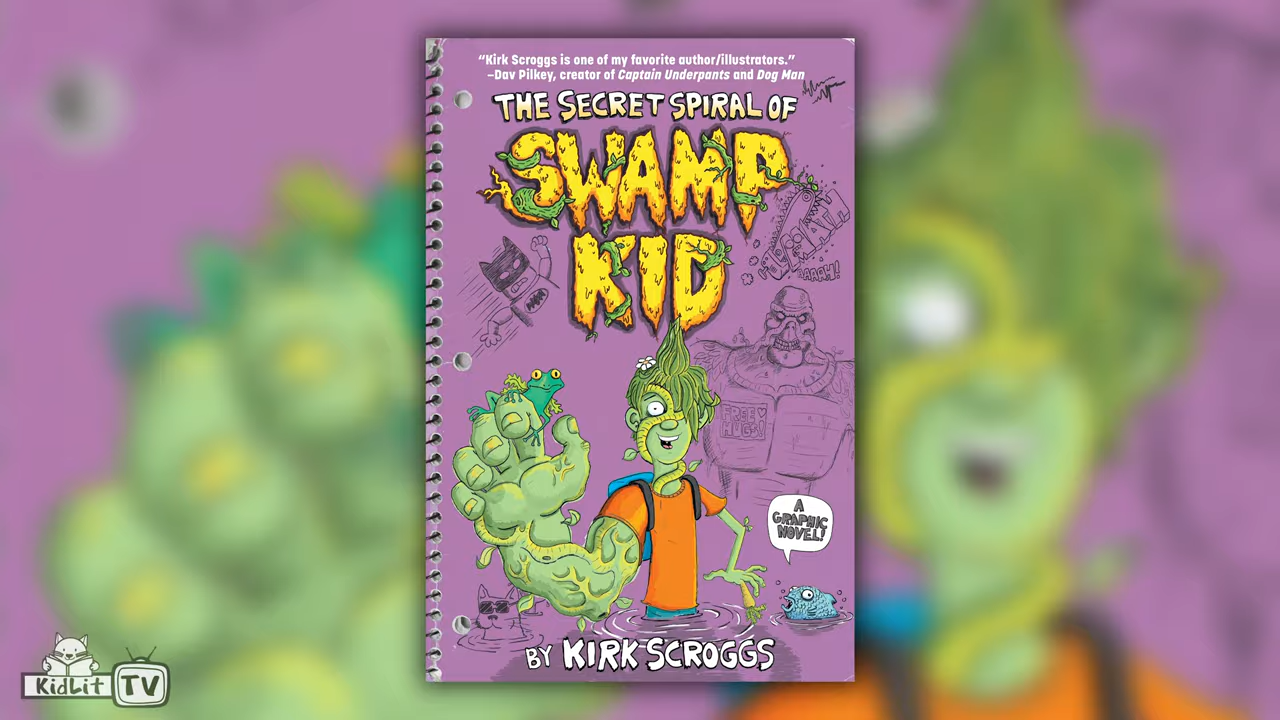 “Kirk Scroggs is one of my favorite author/illustrators.”
–Dav Pilkey, creator of Captain Underpants and Dog Man
THE SECRET SPIRAL OF
SWAMP
KID
AAARH!
FREE
HUGS!
A
GRAPHIC
NOVEL!
BY KIRK SCROGGS
KidLit TV